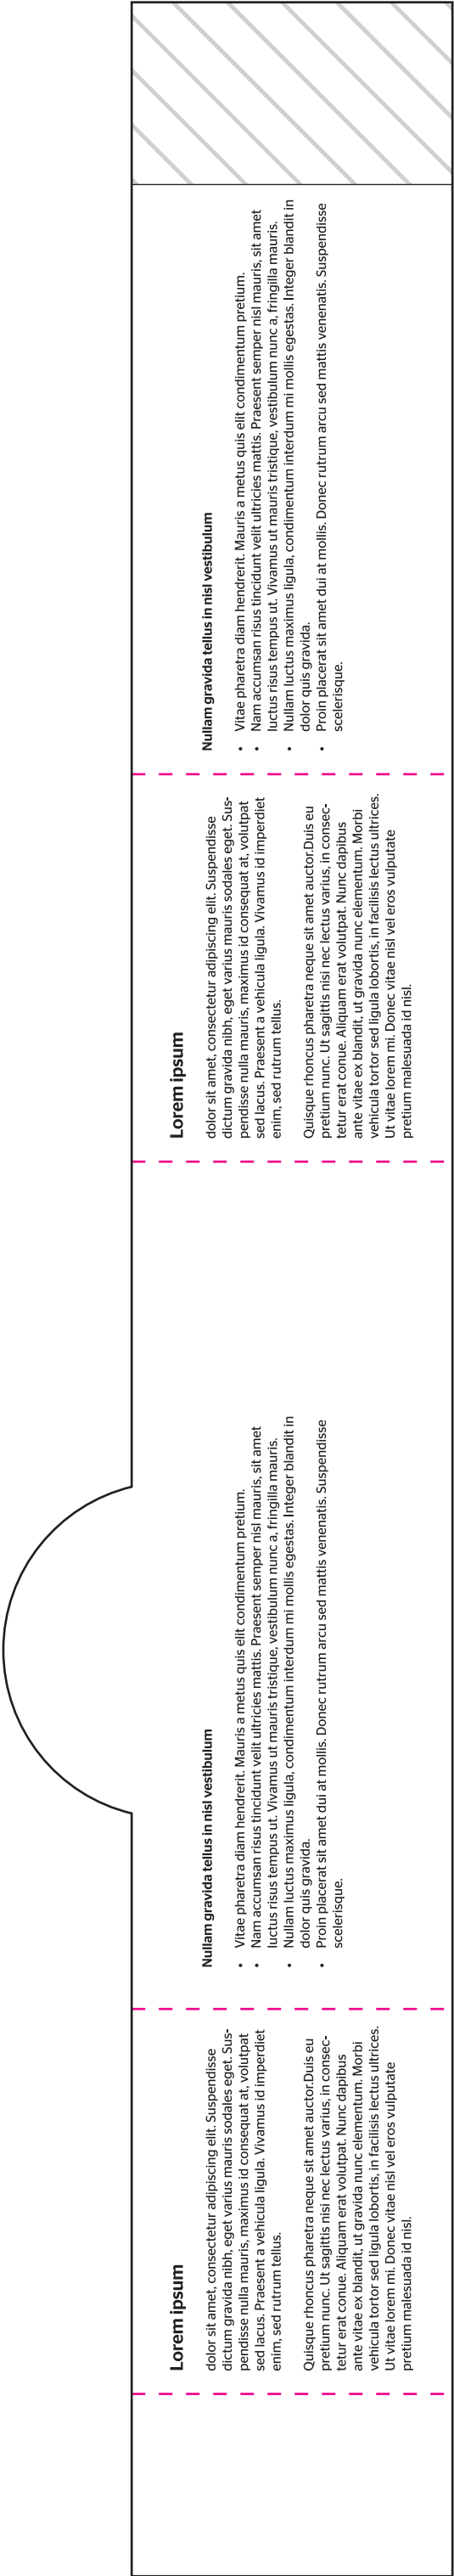 Lorem ipsum
dolor sit amet, consectetur adipiscing elit. Suspendisse
dictum gravida nibh, eget varius mauris sodales eget. Sus-
pendisse nulla mauris, maximus id consequat at, volutpat
sed lacus. Praesent a vehicula ligula. Vivamus id imperdiet
enim, sed rutrum tellus.
Quisque rhoncus pharetra neque sit amet auctor.Duis eu
pretium nunc. Ut sagittis nisi nec lectus varius, in consec-
tetur erat conue. Aliquam erat volutpat. Nunc dapibus
ante vitae ex blandit, ut gravida nunc elementum. Morbi
vehicula tortor sed ligula lobortis, in facilisis lectus ultrices.
Ut vitae lorem mi. Donec vitae nisl vel eros vulputate
pretium malesuada id nisl.
Nullam gravida tellus in nisl vestibulum
• Vitae pharetra diam hendrerit. Mauris a metus quis elit condimentum pretium.
• Nam accumsan risus tincidunt velit ultricies mattis. Praesent semper nisl mauris, sit amet
luctus risus tempus ut. Vivamus ut mauris tristique, vestibulum nunc a, fringilla mauris.
• Nullam luctus maximus ligula, condimentum interdum mi mollis egestas. Integer blandit in
dolor quis gravida.
• Proin placerat sit amet dui at mollis. Donec rutrum arcu sed mattis venenatis. Suspendisse
scelerisque.
Lorem ipsum
dolor sit amet, consectetur adipiscing elit. Suspendisse
dictum gravida nibh, eget varius mauris sodales eget. Sus-
pendisse nulla mauris, maximus id consequat at, volutpat
sed lacus. Praesent a vehicula ligula. Vivamus id imperdiet
enim, sed rutrum tellus.
Quisque rhoncus pharetra neque sit amet auctor.Duis eu
pretium nunc. Ut sagittis nisi nec lectus varius, in consec-
tetur erat conue. Aliquam erat volutpat. Nunc dapibus
ante vitae ex blandit, ut gravida nunc elementum. Morbi
vehicula tortor sed ligula lobortis, in facilisis lectus ultrices.
Ut vitae lorem mi. Donec vitae nisl vel eros vulputate
pretium malesuada id nisl.
Nullam gravida tellus in nisl vestibulum
• Vitae pharetra diam hendrerit. Mauris a metus quis elit condimentum pretium.
• Nam accumsan risus tincidunt velit ultricies mattis. Praesent semper nisl mauris, sit amet
luctus risus tempus ut. Vivamus ut mauris tristique, vestibulum nunc a, fringilla mauris.
• Nullam luctus maximus ligula, condimentum interdum mi mollis egestas. Integer blandit in
dolor quis gravida.
• Proin placerat sit amet dui at mollis. Donec rutrum arcu sed mattis venenatis. Suspendisse
scelerisque.